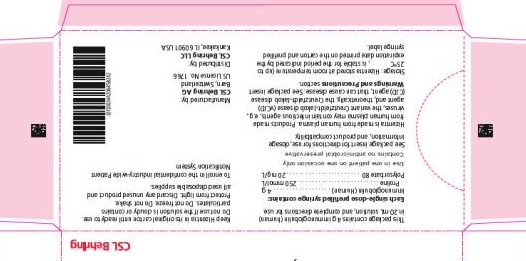 CSL Behring
This package contains 4 g immunoglobulin (human)
in 20 mL solution, and complete directions for use.
Each single-dose prefilled syringe contains:
Immunoglobulin (Human) ........ 4 g
Proline ........ 250 mmol/L
Polysorbate 80 ........ 20 mg/L
Use in one patient on one occasion only
Contains no antimicrobial preservative
See package insert for directions for use, dosage
information, and product compatibility
Hizentra is made from human plasma. Products made
from human plasma may contain infectious agents, e.g.,
viruses, the variant Creutzfeldt-Jakob disease (vCJD)
agent and, theoretically, the Creutzfeldt-Jakob disease
(CJD) agent, that can cause disease. See package insert
Warnings and Precautions section.
Storage: Hizentra stored at room temperature (up to
25°C), is stable for the period indicated by the
expiration date printed on the carton and prefilled
syringe label.
Keep Hizentra in its original carton until ready to use.
Do not use if the solution is cloudy or contains
particulates. Do not freeze. Do not shake.
Protect from light. Discard any unused product and
all used disposable supplies.
To enroll in the confidential industry-wide Patient
Notification System
Manufactured by:
CSL Behring AG
Bern, Switzerland
US License No. 1766
Distributed by:
CSL Behring LLC
Kankakee, IL 60901 USA